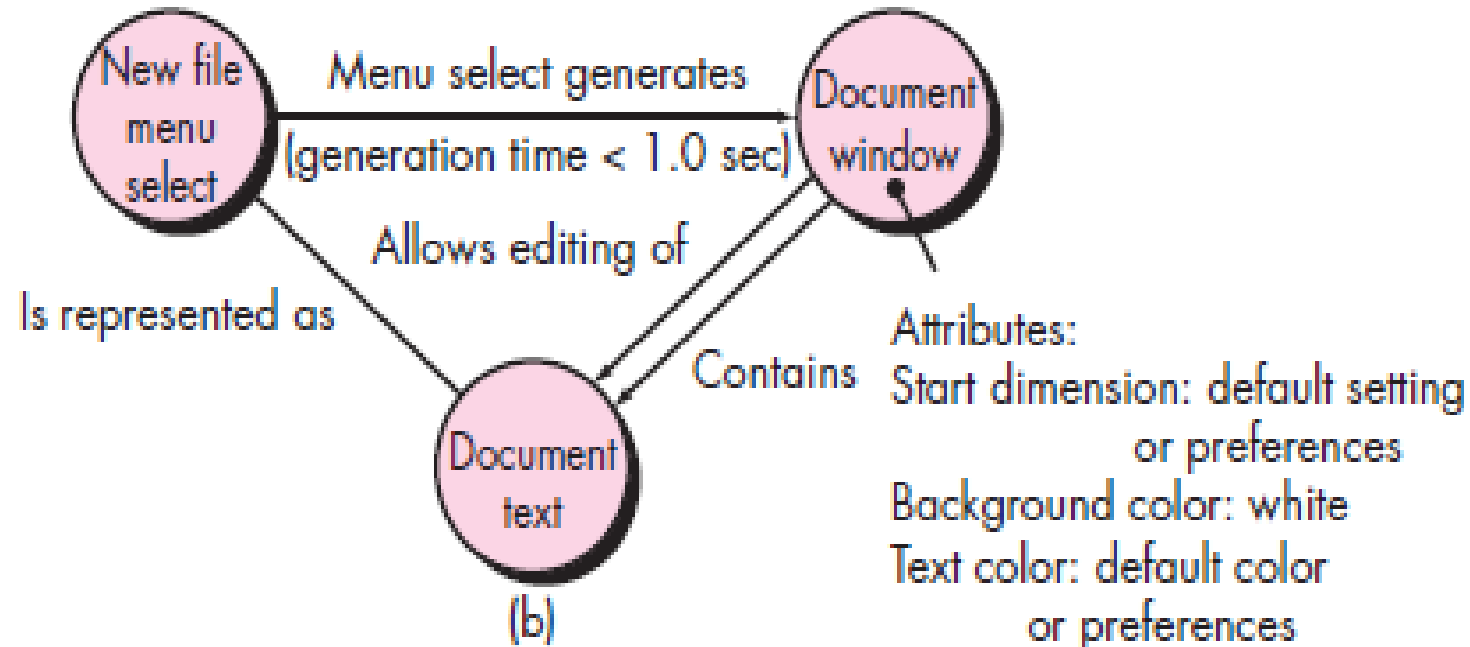 New file
menu
select
Menu select generates
(generation time < 1.0 sec)
Document
window
Allows editing of
Is represented as
Contains
Document
text
Attributes:
Start dimension: default setting
or preferences
Background color: white
Text color: default color
or preferences
(b)